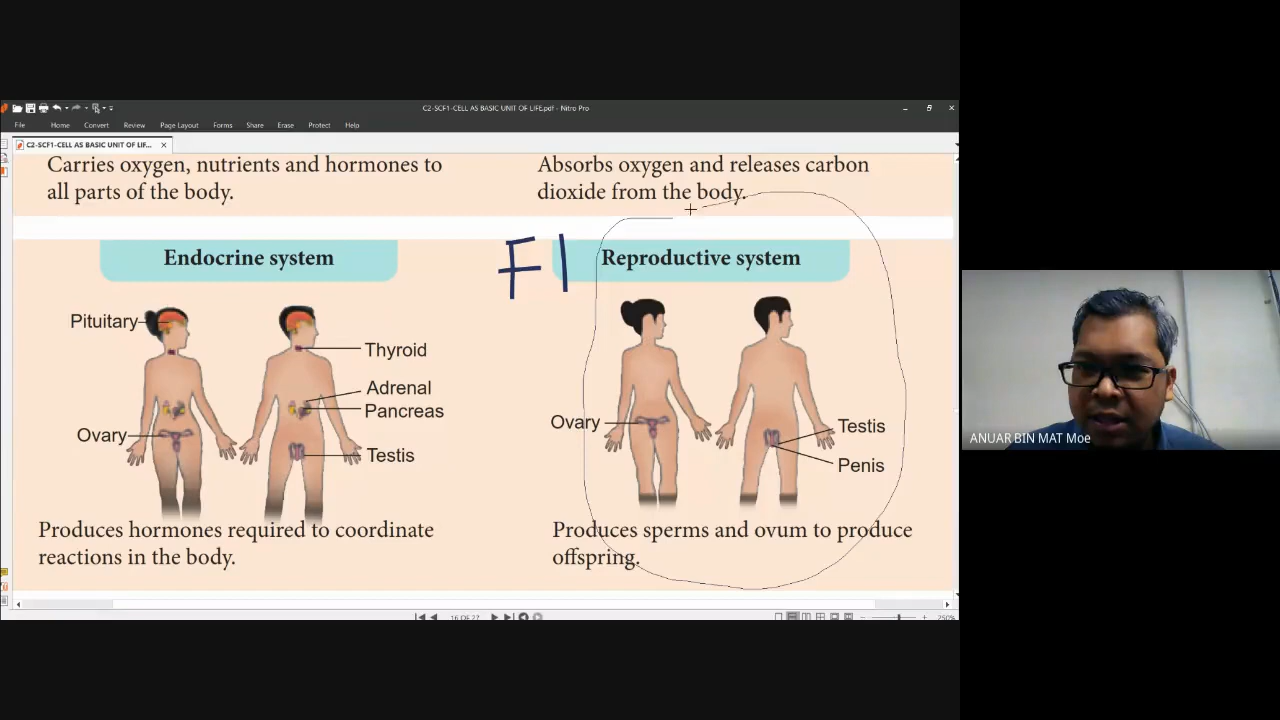 C2-SCF1-CELL AS BASIC UNIT OF LIFE.pdf - Nitro Pro
File Home Convert Review Page Layout Forms Share Erase Protect Help
C2-SCF1-CELL AS BASIC UNIT OF LIF...
Carries oxygen, nutrients and hormones to
all parts of the body.
Absorbs oxygen and releases carbon
dioxide from the body.
Endocrine system
Pituitary
Thyroid
Adrenal
Pancreas
Ovary
Testis
Produces hormones required to coordinate
reactions in the body.
F1
Reproductive system
Ovary
Testis
Penis
Produces sperms and ovum to produce
offspring.
16 OF 27
250%
ANUAR BIN MAT Moe